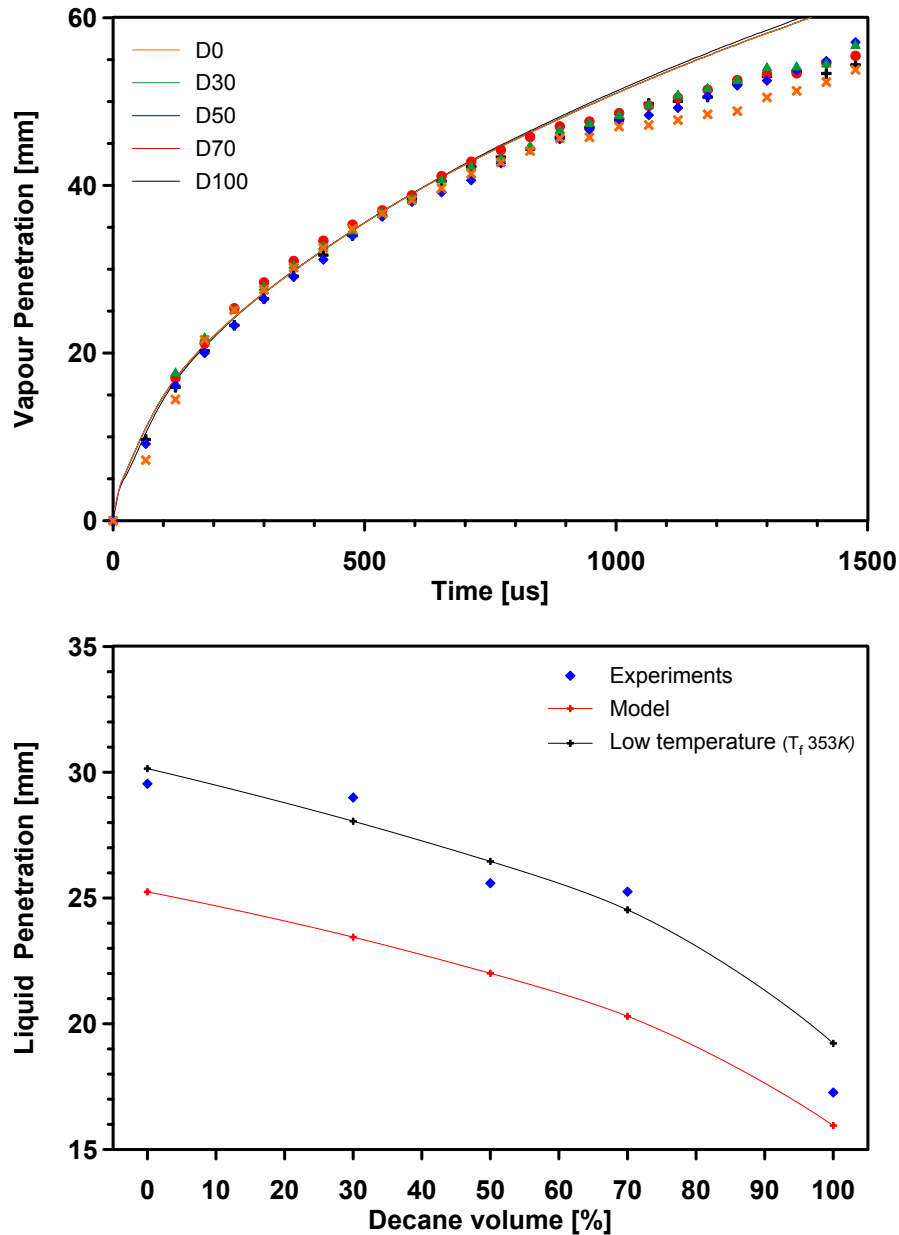 60
40
20
0
Vapour Penetration [mm]
D0
D30
D50
D70
D100
0 500 1000 1500
Time [us]
35
30
25
20
15
Liquid Penetration [mm]
Experiments
Model
Low temperature (Tf 353K)
0 10 20 30 40 50 60 70 80 90 100
Decane volume [%]